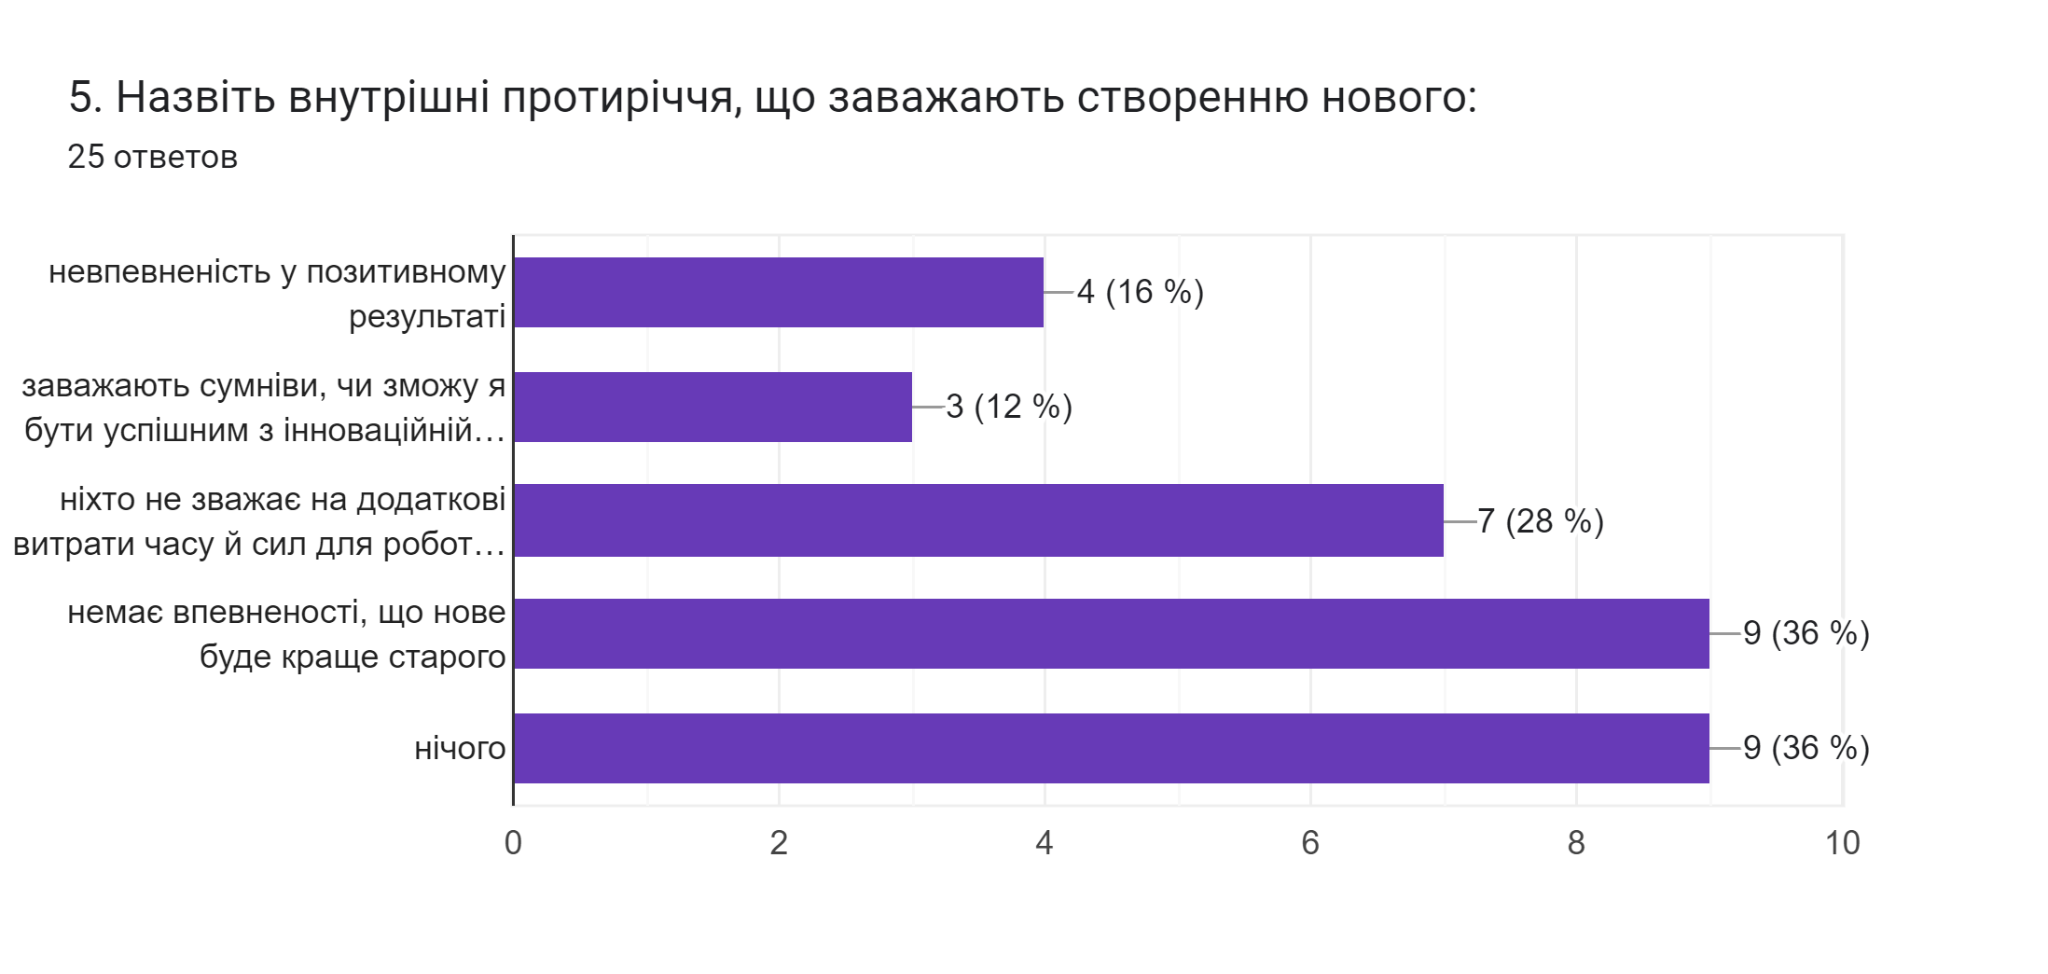 5. Назвіть внутрішні протиріччя, що заважають створенню нового:
25 ответов
невпевненість у позитивному
результаті
4 (16 %)
заважають сумніви, чи зможу я
бути успішним з інноваційній…
3 (12 %)
ніхто не зважає на додаткові
витрати часу й сил для робот…
7 (28 %)
немає впевненості, що нове
буде краще старого
9 (36 %)
нічого
9 (36 %)
0 2 4 6 8 10